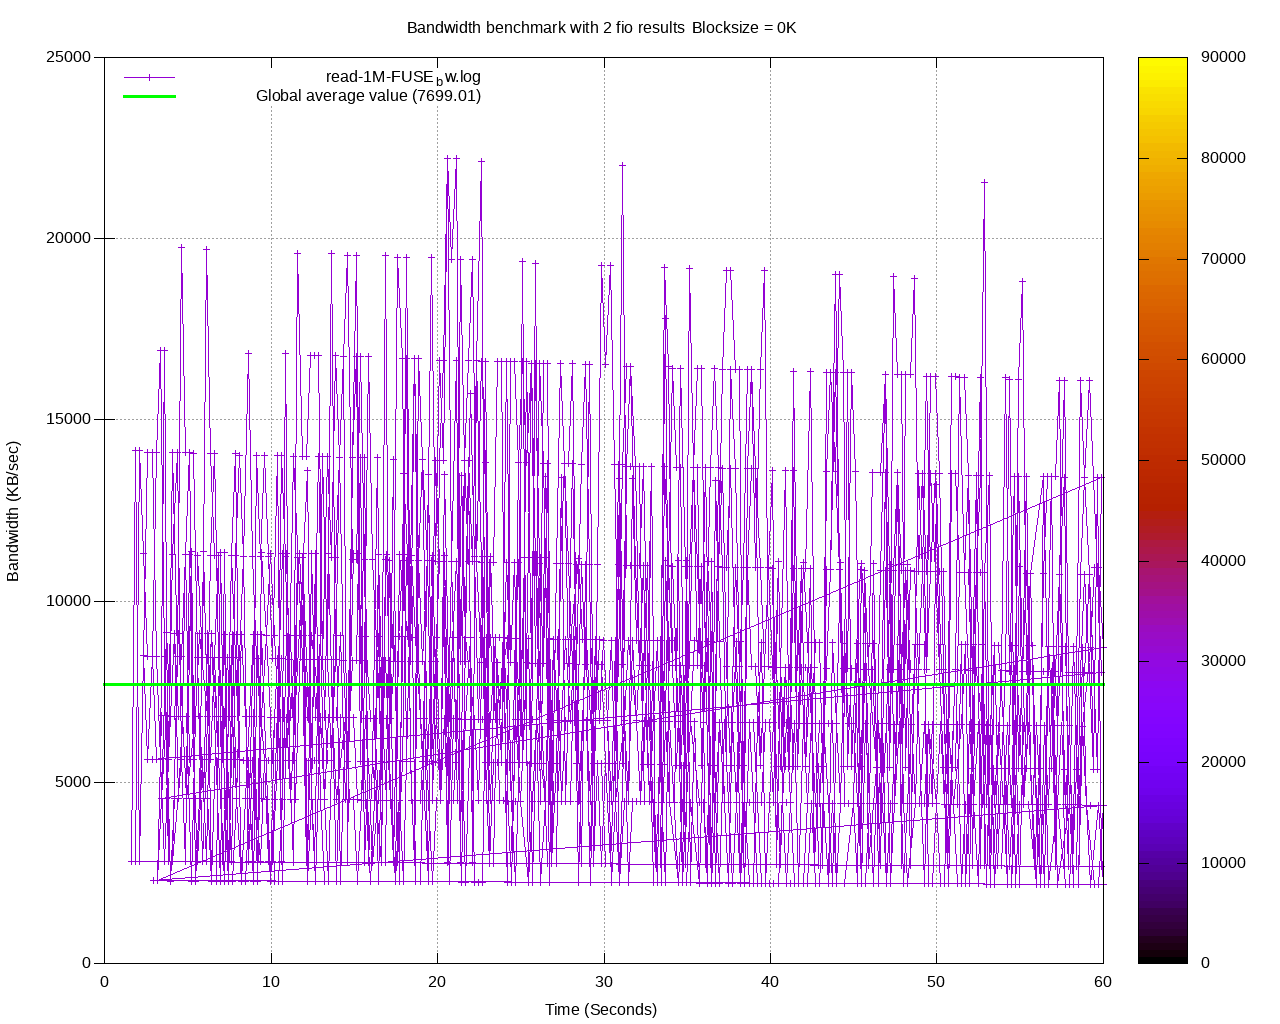 Bandwidth benchmark with 2 fio results Blocksize = 0K
read-1M-FUSE_bw.log
Global average value (7699.01)
25000
20000
15000
10000
5000
0
Bandwidth (KB/sec)
0 10 20 30 40 50 60
Time (Seconds)
90000
80000
70000
60000
50000
40000
30000
20000
10000
0